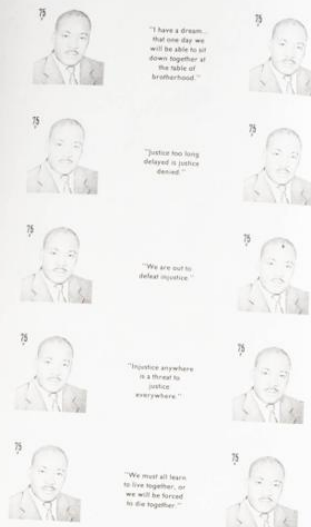 75
"I have a dream...
that one day we
will be able to sit
down together at
the table of
brotherhood."
75
75
"Justice too long
delayed is justice
denied."
75
75
"We are out to
defeat injustice."
75
75
"Injustice anywhere
is a threat to
justice
everywhere."
75
75
"We must all learn
to live together, or
we will be forced
to die together."
75